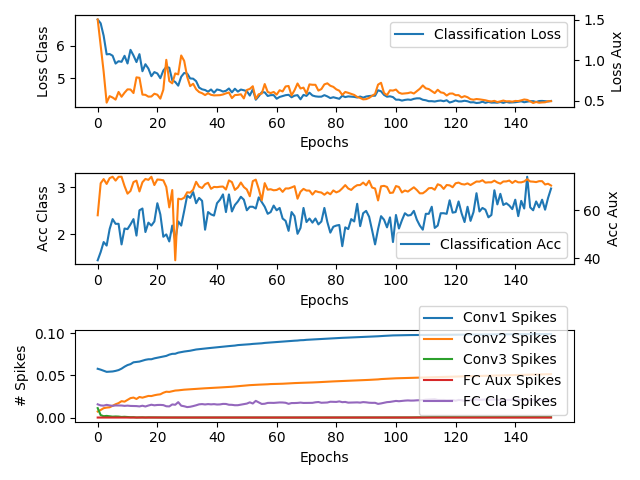 Classification Loss
Loss Class
Loss Aux
6
5
1.5
1.0
0.5
0 20 40 60 80 100 120 140
Epochs
Classification Acc
Acc Class
Acc Aux
3
2
60
40
0 20 40 60 80 100 120 140
Epochs
Conv1 Spikes
Conv2 Spikes
Conv3 Spikes
FC Aux Spikes
FC Cla Spikes
# Spikes
0.10
0.05
0.00
0 20 40 60 80 100 120 140
Epochs